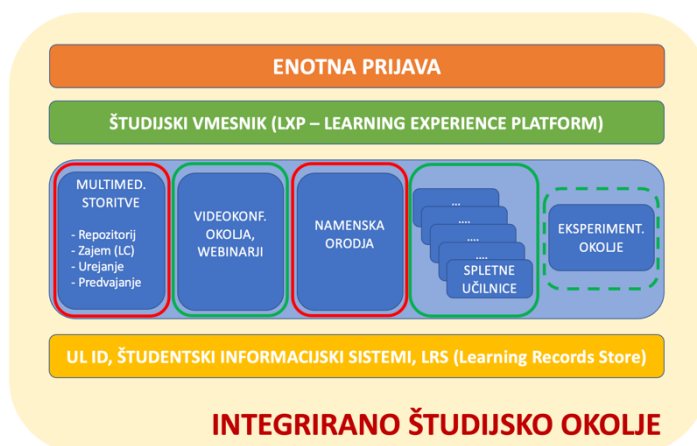 ENOTNA PRIJAVA
ŠTUDIJSKI VMESNIK (LXP – LEARNING EXPERIENCE PLATFORM)
MULTIMED.
STORITVE
- Repozitorij
- Zajem (LC)
- Urejanje
- Predvajanje
VIDEOKONF.
OKOLJA,
WEBINARJI
NAMENSKA
ORODJA
...
....
....
....
SPLETNE
UČILNICE
EKSPERIMENT.
OKOLJE
UL ID, ŠTUDENTSKI INFORMACIJSKI SISTEMI, LRS (Learning Records Store)
INTEGRIRANO ŠTUDIJSKO OKOLJE